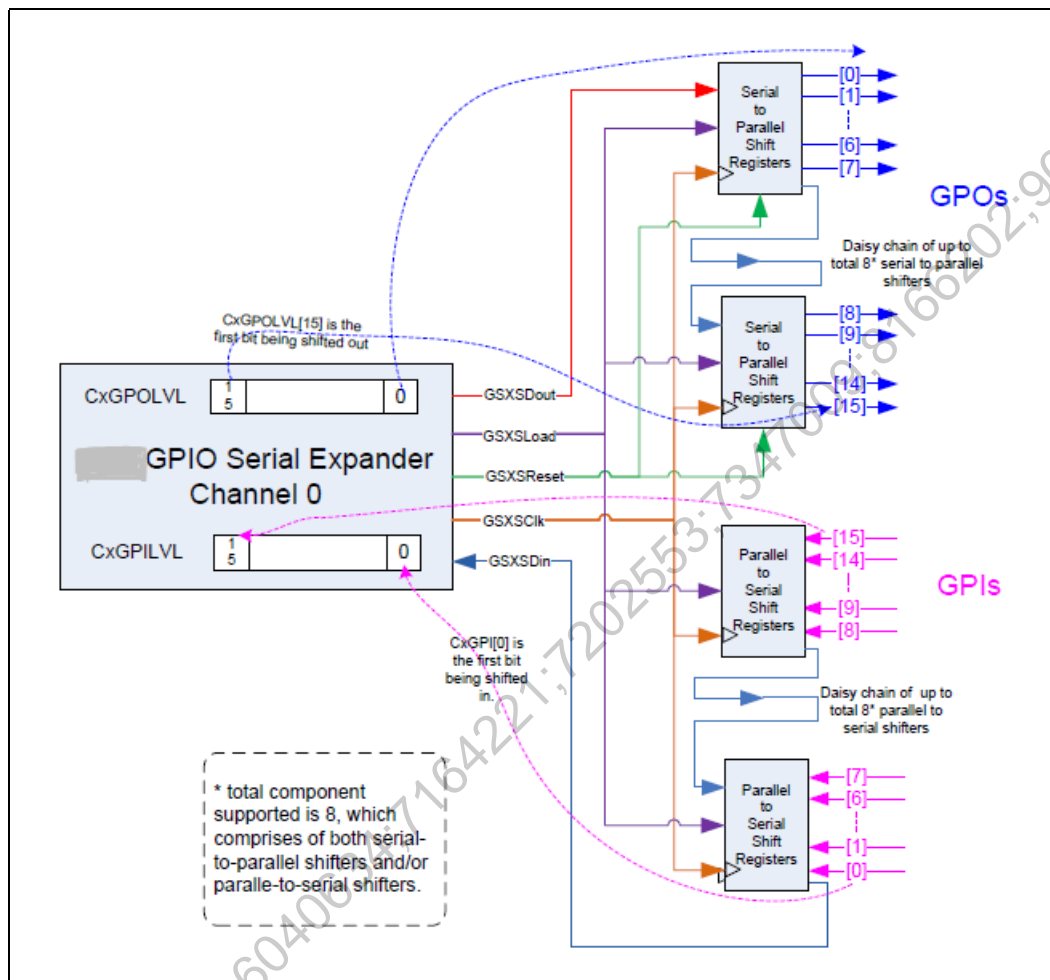 Serial
to
Parallel
Shift
Registers
[0]
[1]
[6]
[7]
GPOs
Daisy chain of up to
total 8* serial to parallel
shifters
CxGPOLVL[15] is the
first bit being shifted out
Serial
to
Parallel
Shift
Registers
[8]
[9]
[14]
[15]
CxGPOLVL
1
5
0
GSXSDout
GSXSLoad
GPIO Serial Expander
Channel 0
GSXSReset
GSXSClk
CxGPILVL
1
5
0
GSXSDin
Parallel
to
Serial
Shift
Registers
[15]
[14]
[9]
[8]
GPIs
CxGPI[0] is
the first bit
being shifted
in.
Daisy chain of up to
total 8* parallel to
serial shifters
Parallel
to
Serial
Shift
Registers
[7]
[6]
[1]
[0]
* total component
supported is 8, which
comprises of both serial-
to-parallel shifters and/or
paralle-to-serial shifters.